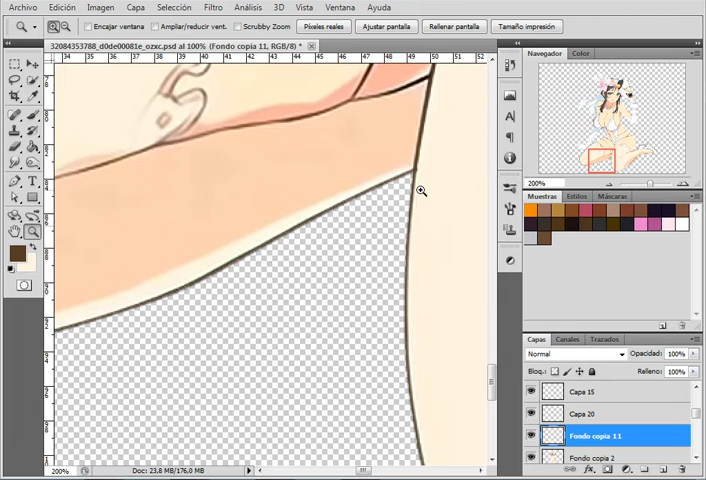 Archivo Edición Imagen Capa Selección Filtro Análisis 3D Vista Ventana Ayuda
Encajar ventana Ampliar/reducir vent. Scrubby Zoom Píxeles reales Ajustar pantalla Rellenar pantalla Tamaño impresión
32084353788_d0de00081e_ozxc.psd al 100% (Fondo copia 11, RGB/8) *
34 35 36 37 38 39 40 41 42 43 44 45 46 47 48 49 50 51 52
Navegador Color
200%
Muestras Estilos Máscaras
Capas Canales Trazados
Normal Opacidad: 100%
Bloq.: Relleno: 100%
Capa 15
Capa 20
Fondo copia 11
Fondo copia 2
200% Doc: 23,8 MB/176,0 MB